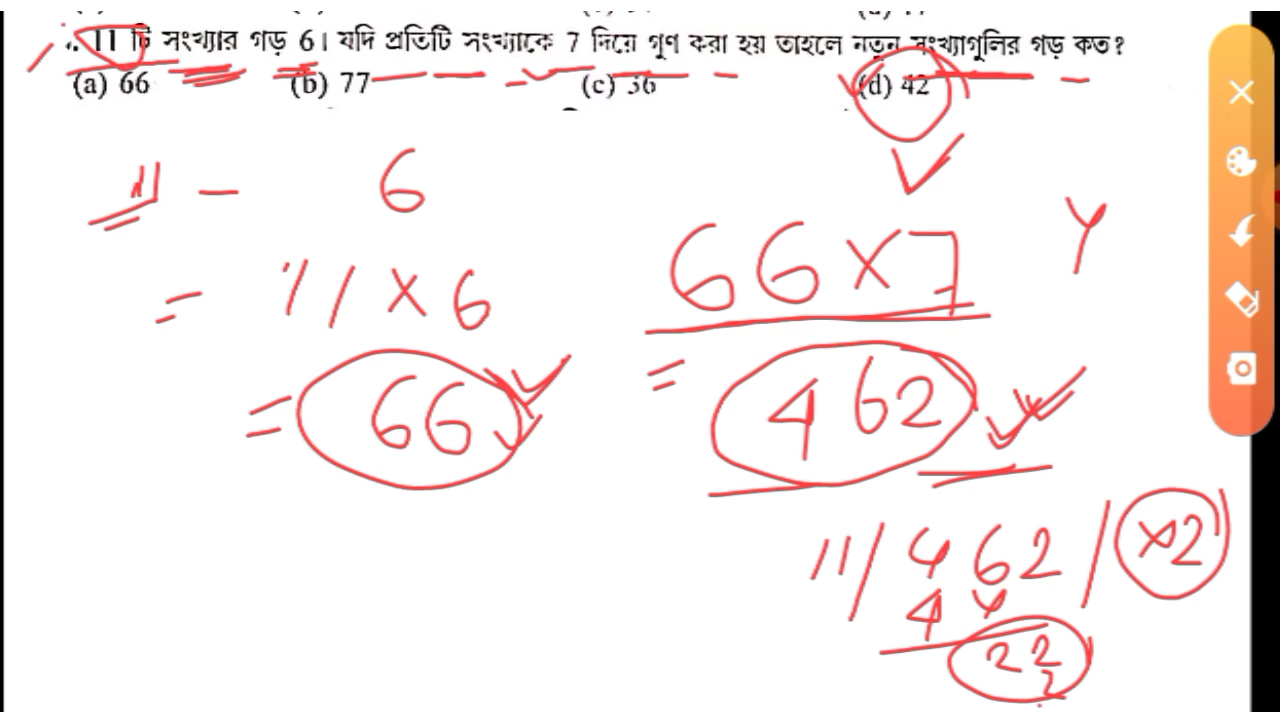 11 টি সংখ্যার গড় 6। যদি প্রতিটি সংখ্যাকে 7 দিয়ে গুণ করা হয় তাহলে নতুন সংখ্যাগুলির গড় কত?
(a) 66 (b) 77 (c) 36 (d) 42
11 - 6
= 11 × 6
= 66
66 × 7
= 462
11/462/42
44
22